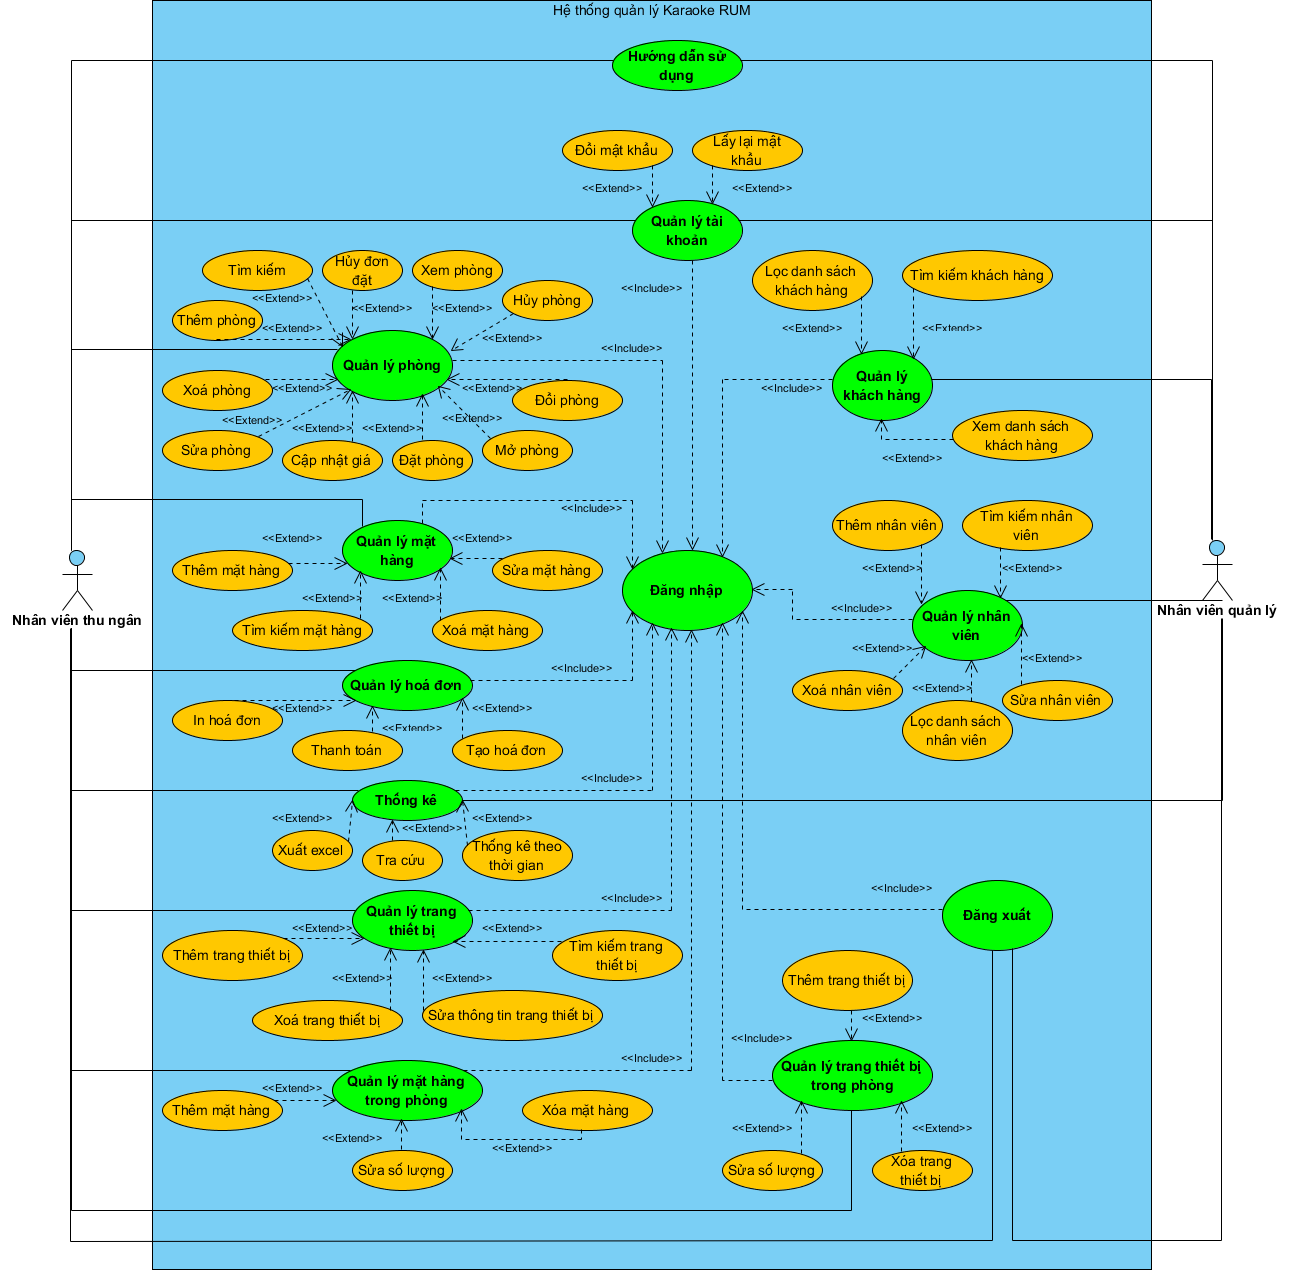 Hệ thống quản lý Karaoke RUM
Hướng dẫn sử
dụng
Đổi mật khẩu
Lấy lại mật
khẩu
<<Extend>>
<<Extend>>
Quản lý tài
khoản
<<Include>>
Tìm kiếm
Hủy đơn
đặt
Xem phòng
Hủy phòng
Thêm phòng
<<Extend>>
<<Extend>>
<<Extend>>
<<Extend>>
<<Extend>>
Quản lý phòng
<<Include>>
Xoá phòng
<<Extend>>
<<Extend>>
Đổi phòng
<<Extend>>
<<Extend>>
<<Extend>>
<<Extend>>
Sửa phòng
Cập nhật giá
Đặt phòng
Mở phòng
Lọc danh sách
khách hàng
Tìm kiếm khách hàng
<<Extend>>
<<Extend>>
Quản lý
khách hàng
<<Include>>
Xem danh sách
khách hàng
<<Extend>>
<<Include>>
<<Extend>>
Quản lý mặt
hàng
<<Extend>>
Thêm mặt hàng
Sửa mặt hàng
<<Extend>>
<<Extend>>
Tìm kiếm mặt hàng
Xoá mặt hàng
Đăng nhập
Thêm nhân viên
Tìm kiếm nhân
viên
<<Extend>>
<<Extend>>
<<Include>>
Quản lý nhân
viên
<<Extend>>
<<Extend>>
Xoá nhân viên
<<Extend>>
Sửa nhân viên
Lọc danh sách
nhân viên
Nhân viên thu ngân
Nhân viên quản lý
Quản lý hoá đơn
<<Include>>
In hoá đơn
<<Extend>>
<<Extend>>
<<Extend>>
Thanh toán
Tạo hoá đơn
<<Include>>
Thống kê
<<Extend>>
<<Extend>>
<<Extend>>
Xuất excel
Tra cứu
Thống kê theo
thời gian
<<Include>>
Quản lý trang
thiết bị
<<Extend>>
<<Extend>>
Thêm trang thiết bị
Tìm kiếm trang
thiết bị
<<Extend>>
<<Extend>>
Xoá trang thiết bị
Sửa thông tin trang thiết bị
<<Include>>
Đăng xuất
Thêm trang thiết bị
<<Extend>>
<<Include>>
Quản lý trang thiết bị
trong phòng
<<Extend>>
<<Extend>>
Sửa số lượng
Xóa trang
thiết bị
<<Include>>
Quản lý mặt hàng
trong phòng
<<Extend>>
Thêm mặt hàng
Xóa mặt hàng
<<Extend>>
<<Extend>>
Sửa số lượng